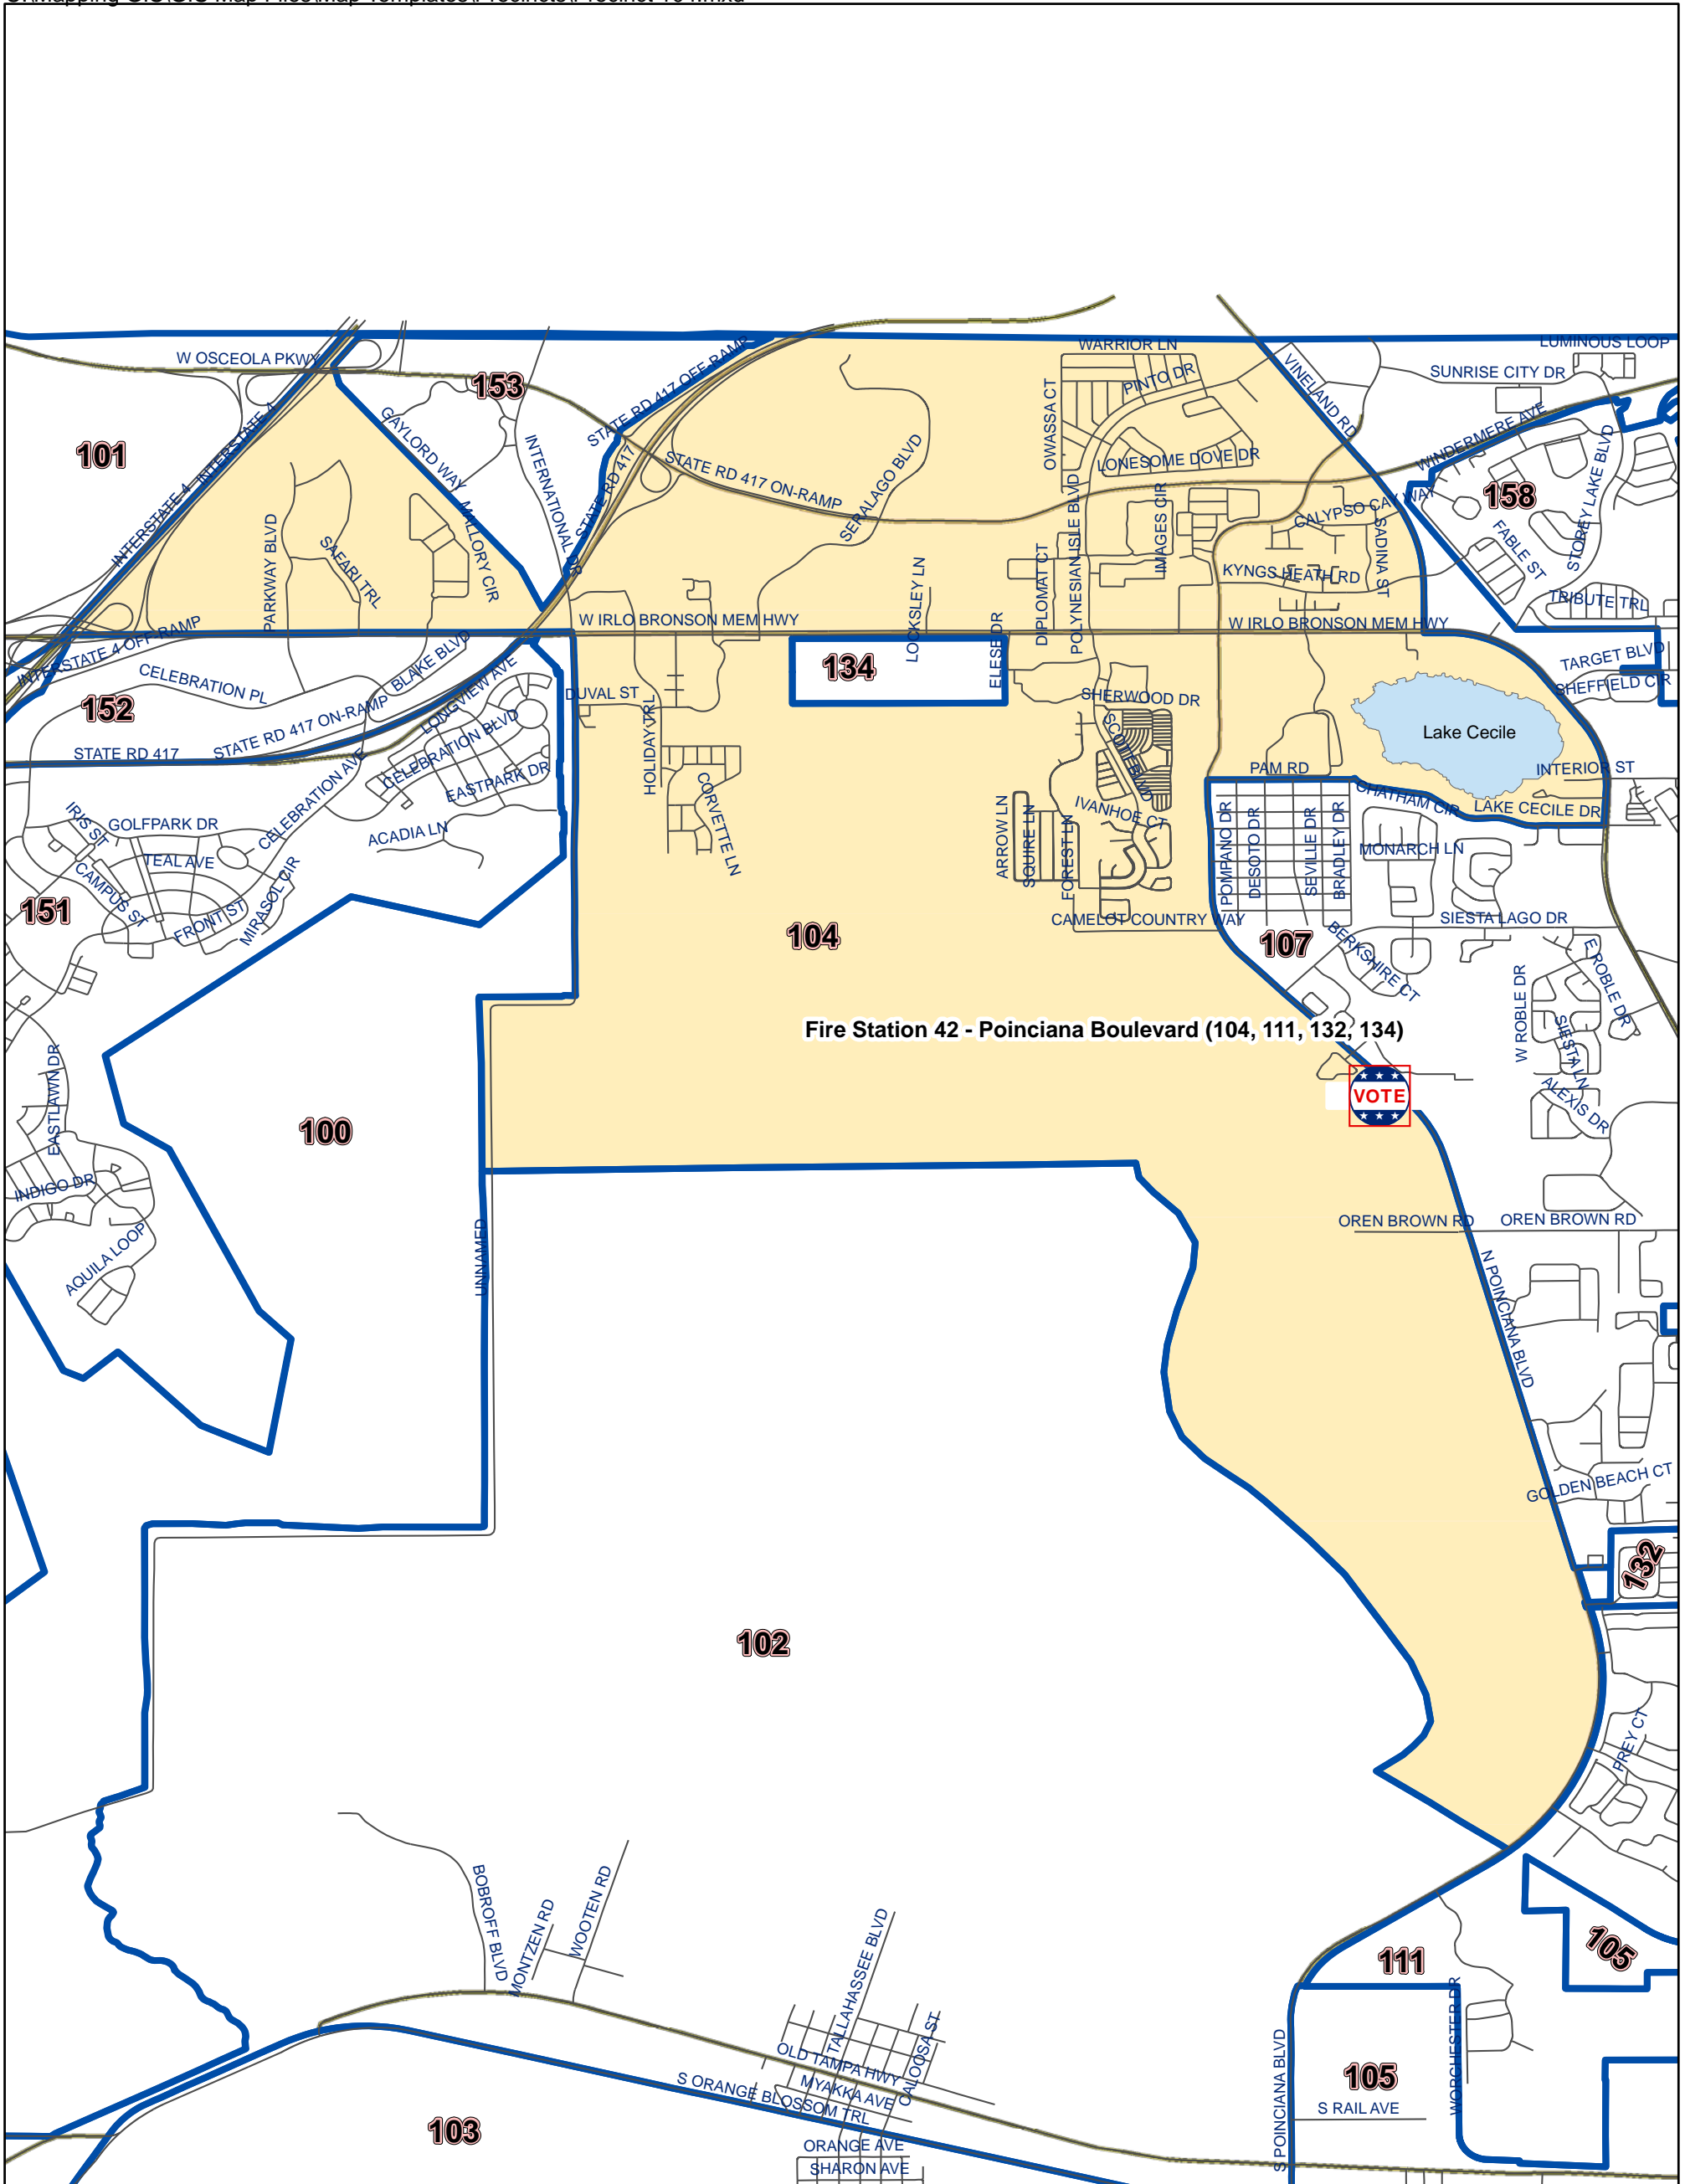 W OSCEOLA PKWY
153
STATE RD 417 OFF-RAMP
WARRIOR LN
LUMINOUS LOOP
VINELAND RD
SUNRISE CITY DR
PINTO DR
101
INTERSTATE 4
INTERSTATE 4
GAYLORD WAY
INTERNATIONAL
STATE RD 417
STATE RD 417 ON-RAMP
SERALAGO BLVD
OWASSA CT
LONESOME DOVE DR
WINDERMERE AVE
158
STOREY LAKE BLVD
FABLE ST
TRIBUTE TRL
CALYPSO CAY WAY
SADINA ST
KYNGS HEATH RD
IMAGES CIR
POLYNESIAN ISLE BLVD
DIPLOMAT CT
LOCKSLEY LN
PARKWAY BLVD
SAFARI TRL
MALLORY CIR
W IRLO BRONSON MEM HWY
W IRLO BRONSON MEM HWY
INTERSTATE 4 OFF-RAMP
CELEBRATION PL
BLAKE BLVD
LONGVIEW AVE
152
STATE RD 417
STATE RD 417 ON-RAMP
CELEBRATION BLVD
EASTPARK DR
CELEBRATION AVE
DUVAL ST
HOLIDAY TRL
CORVETTE LN
134
ELESE DR
SHERWOOD DR
SCOTI BLVD
TARGET BLVD
SHEFFIELD CIR
Lake Cecile
PAM RD
INTERIOR ST
CHATHAM CIR
LAKE CECILE DR
IRIS ST
GOLFPARK DR
TEAL AVE
ACADIA LN
CAMPUS ST
FRONT ST
MIRASOL CIR
151
ARROW LN
SQUIRE LN
FOREST LN
IVANHOE CT
CAMELOT COUNTRY WAY
POMPANO DR
DESOTO DR
SEVILLE DR
BRADLEY DR
MONARCH LN
SIESTA LAGO DR
104
107
BERKSHIRE CT
W ROBLE DR
E ROBLE DR
SIESTA LN
ALEXIS DR
Fire Station 42 - Poinciana Boulevard (104, 111, 132, 134)
VOTE
EASTLAWN DR
INDIGO DR
AQUILA LOOP
100
UNNAMED
OREN BROWN RD
OREN BROWN RD
N POINCIANA BLVD
GOLDEN BEACH CT
132
102
PREY CT
BOBROFF BLVD
MONTZEN RD
WOOTEN RD
TALLAHASSEE BLVD
CALOOSA ST
OLD TAMPA HWY
MYAKKA AVE
S ORANGE BLOSSOM TRL
ORANGE AVE
SHARON AVE
103
111
105
105
WORCHESTER DR
S POINCIANA BLVD
S RAIL AVE